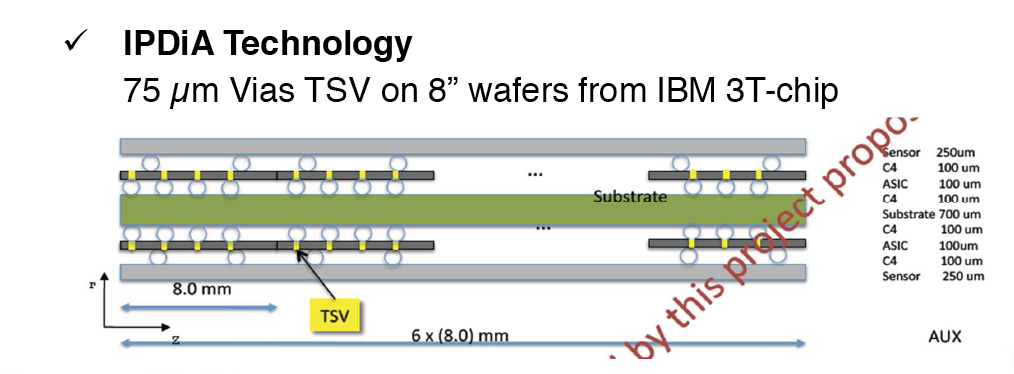 ✓ IPDiA Technology
75 µm Vias TSV on 8” wafers from IBM 3T-chip
...
Substrate
...
Sensor 250um
C4 100 um
ASIC 100 um
C4 100 um
Substrate 700 um
C4 100 um
ASIC 100um
C4 100 um
Sensor 250 um
r
8.0 mm
TSV
z
6 x (8.0) mm
AUX
by this project